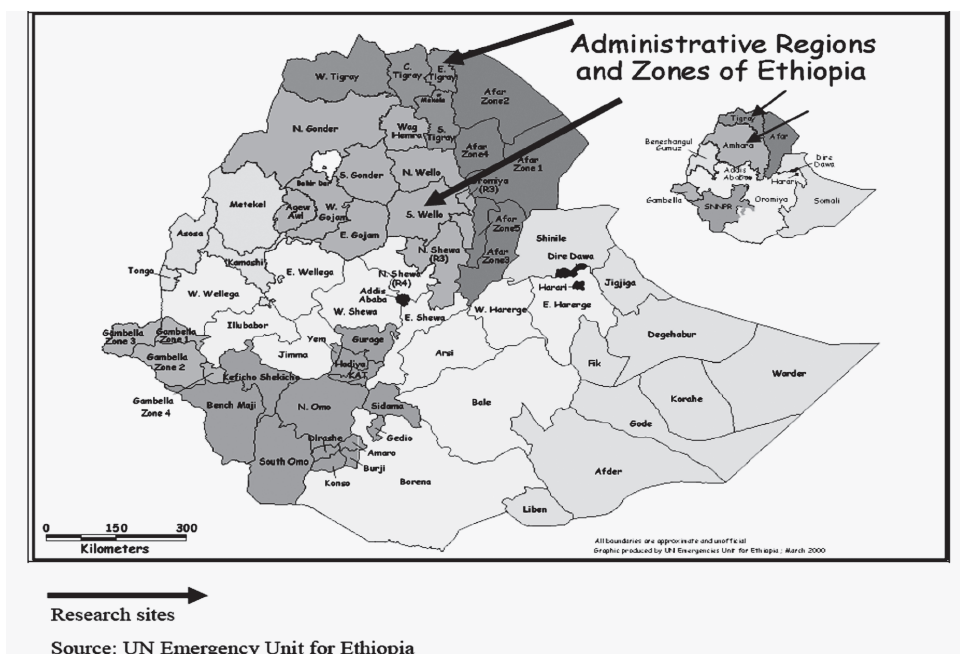 Administrative Regions
and Zones of Ethiopia
W. Tigray
C.
Tigray
E.
Tigray
Mekele
S.
Tigray
Afar
Zone2
N. Gonder
Wag
Hemra
Afar
Zone4
Afar
Zone 1
S. Gonder
N. Wello
Oromiya
(R3)
Bahir Dar
Metekel
Agew
Awi
W.
Gojam
S. Wello
Afar
Zone5
E. Gojam
Asosa
N. Shewa
(R3)
Afar
Zone3
Shinile
Kamashi
Dire Dawa
Tongo
E. Wellega
N. Shewa
(R4)
Harari
Jigjiga
W. Wellega
Addis
Ababa
W. Shewa
E. Shewa
W. Harerge
E. Harerge
Gambella
Zone 3
Gambella
Zone 1
Illubabor
Yem
Gurage
Degehabur
Gambella
Zone 2
Jimma
Hadiya
KAT
Arsi
Fik
Warder
Keficho Shekicho
Gambella
Zone 4
Bench Maji
N. Omo
Sidama
Bale
Korahe
Gode
Dirashe
Gedio
Amaro
South Omo
Burji
Konso
Borena
Afder
Liben
Tigray
Afar
Beneshangul
Gumuz
Amhara
Dire
Dawa
Addis
Ababa
Harari
Gambella
SNNPR
Oromiya
Somali
0 150 300
Kilometers
All boundaries are approximate and unofficial
Graphic produced by UN Emergencies Unit for Ethiopia; March 2000
Research sites
Source: UN Emergency Unit for Ethiopia